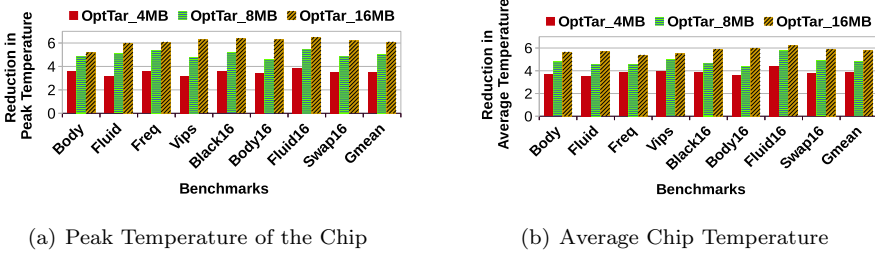 OptTar_4MB OptTar_8MB OptTar_16MB
Reduction in
Peak Temperature
6
4
2
0
Body Fluid Freq Vips Black16 Body16 Fluid16 Swap16 Gmean
Benchmarks
(a) Peak Temperature of the Chip
OptTar_4MB OptTar_8MB OptTar_16MB
Reduction in
Average Temperature
6
4
2
0
Body Fluid Freq Vips Black16 Body16 Fluid16 Swap16 Gmean
Benchmarks
(b) Average Chip Temperature